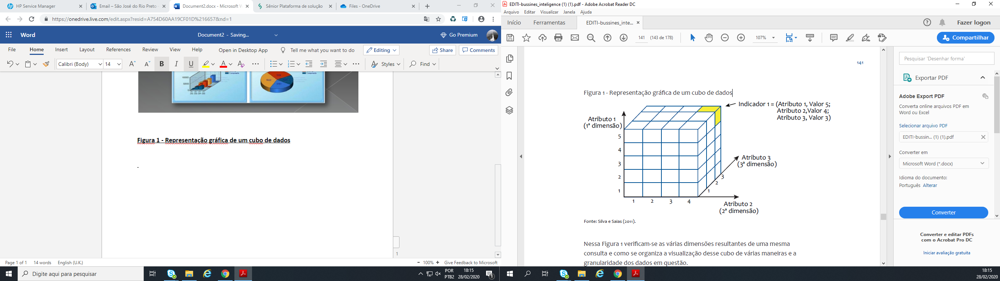 HP Service Manager
Email – São José do Rio Preto -
Document2.docx - Microsoft W
Sênior Plataforma de solução
Files - OneDrive
https://onedrive.live.com/edit.aspx?resid=A754D60AA19CF01D%216657&nd=1
Word
Document2 - Saving...
Go Premium
File Home Insert Layout References Review View Help Open in Desktop App Tell me what you want to do Editing Share Comments
Calibri (Body) 14 A A B I U A A Styles Find
100000
50000
0
2002 2003 2004 2005
Components
Components
Figura 1 - Representação gráfica de um cubo de dados
-
1
Page 1 of 1 14 words English (U.K.) - 100% + Give Feedback to Microsoft
Digite aqui para pesquisar
POR
PTB2
18:15
28/02/2020
1
EDITI-bussines_inteligence (1) (1).pdf - Adobe Acrobat Reader DC
Arquivo Editar Visualizar Janela Ajuda
Início Ferramentas EDITI-bussines_inte... Fazer logon
141 (143 de 178) 107% Compartilhar
141
Figura 1 - Representação gráfica de um cubo de dados
Indicador 1 = (Atributo 1, Valor 5;
Atributo 2,Valor 4;
Atributo 3, Valor 3)
Atributo 1
(1ª dimensão)
5
4
3
2
1
1 2 3 4
1
2
3
Atributo 3
(3ª dimensão)
Atributo 2
(2ª dimensão)
Fonte: Silva e Saias (2011).
Nessa Figura 1 verificam-se as várias dimensões resultantes de uma mesma
consulta e como se organiza a visualização desse cubo de várias maneiras e a
granularidade dos dados em questão.
Pesquisar 'Desenhar forma'
Exportar PDF
Adobe Export PDF
Converta online arquivos PDF em
Word ou Excel
Selecionar arquivo PDF
EDITI-bussin... (1) (1).pdf
Converter em
Microsoft Word (*.docx)
Idioma do documento:
Português Alterar
Converter
Converter e editar PDFs
com o Acrobat Pro DC
Iniciar avaliação gratuita
18:15
28/02/2020